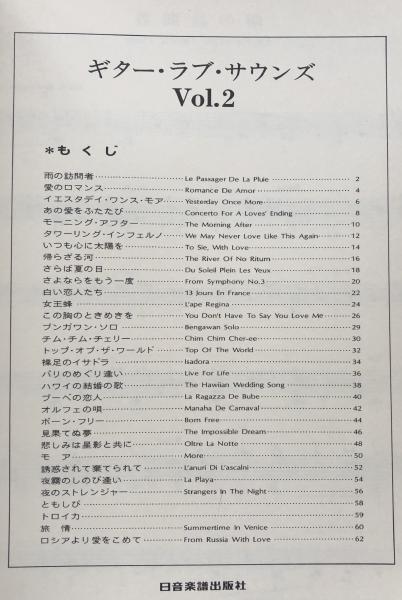 ギター・ラブ・サウンズ
Vol.2
＊もくじ
雨の訪問者 Le Passager De La Pluie 2
愛のロマンス Romance De Amor 4
イエスタデイ・ワンス・モア Yesterday Once More 6
あの愛をふたたび Concerto For A Loves' Ending 8
モーニング・アフター The Morning After 10
タワーリング・インフェルノ We May Never Love Like This Again 12
いつも心に太陽を To Sie, With Love 14
帰らざる河 The River Of No Riturn 16
さらば夏の日 Du Soleil Plein Les Yeux 18
さよならをもう一度 From Symphony No.3 20
白い恋人たち 13 Jours En France 22
女王蜂 L'ape Regina 24
この胸のときめきを You Don't Have To Say You Love Me 26
ブンガワン・ソロ Bengawan Solo 29
チム・チム・チェリー Chim Chim Cher-ee 30
トップ・オブ・ザ・ワールド Top Of The World 32
裸足のイサドラ Isadora 34
パリのめぐり逢い Live For Life 36
ハワイの結婚の歌 The Hawiian Wedding Song 38
ブーベの恋人 La Ragazza De Bube 40
オルフェの唄 Manaha De Carnaval 42
ボーン・フリー Born Free 44
見果てぬ夢 The Impossible Dream 46
悲しみは星影と共に Oltre La Notte 48
モア More 50
誘惑されて棄てられて L'anuri Di L'ascalni 52
夜霧のしのび逢い La Playa 54
夜のストレンジャー Strangers In The Night 56
ともしび 58
トロイカ 59
旅情 Summertime In Venice 60
ロシアより愛をこめて From Russia With Love 62
日音楽譜出版社